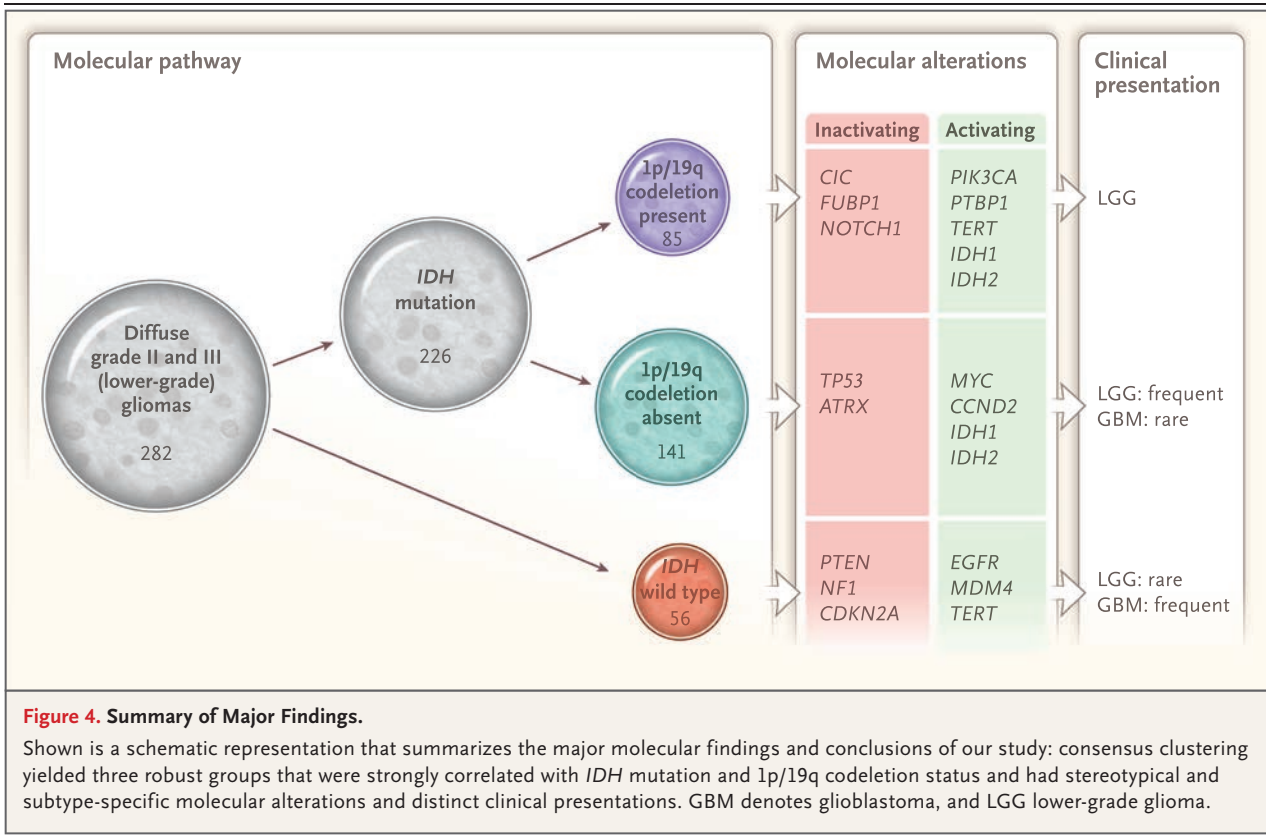 Molecular pathway
Molecular alterations
Clinical
presentation
Inactivating
Activating
Diffuse
grade II and III
(lower-grade)
gliomas
282
IDH
mutation
226
1p/19q
codeletion
present
85
CIC
FUBP1
NOTCH1
PIK3CA
PTBP1
TERT
IDH1
IDH2
LGG
1p/19q
codeletion
absent
141
TP53
ATRX
MYC
CCND2
IDH1
IDH2
LGG: frequent
GBM: rare
IDH
wild type
56
PTEN
NF1
CDKN2A
EGFR
MDM4
TERT
LGG: rare
GBM: frequent
Figure 4. Summary of Major Findings.
Shown is a schematic representation that summarizes the major molecular findings and conclusions of our study: consensus clustering
yielded three robust groups that were strongly correlated with IDH mutation and 1p/19q codeletion status and had stereotypical and
subtype-specific molecular alterations and distinct clinical presentations. GBM denotes glioblastoma, and LGG lower-grade glioma.